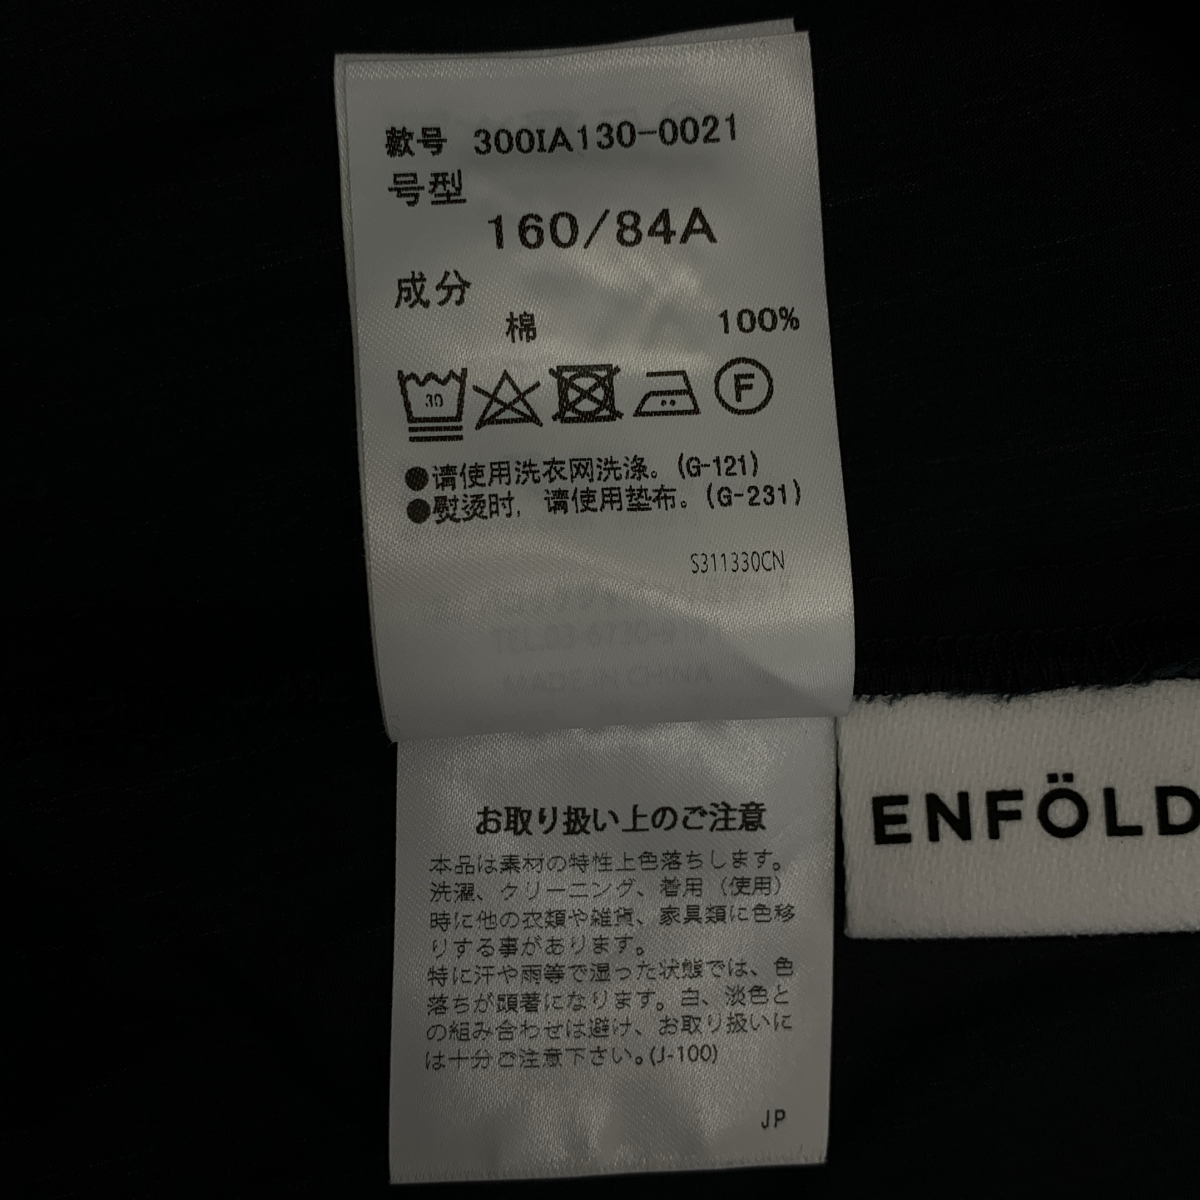 款号 300IA130-0021
号型
160/84A
成分
棉 100%
30
F
●请使用洗衣网洗涤。(G-121)
●熨烫时, 请使用垫布。(G-231)
S311330CN
MADE IN CHINA
お取り扱い上のご注意
本品は素材の特性上色落ちします。
洗濯、クリーニング、着用(使用)
時に他の衣類や雑貨、家具類に色移
りする事があります。
特に汗や雨等で湿った状態では、色
落ちが顕著になります。白、淡色と
の組み合わせは避け、お取り扱いに
は十分ご注意下さい。(J-100)
JP
ENFÖLD